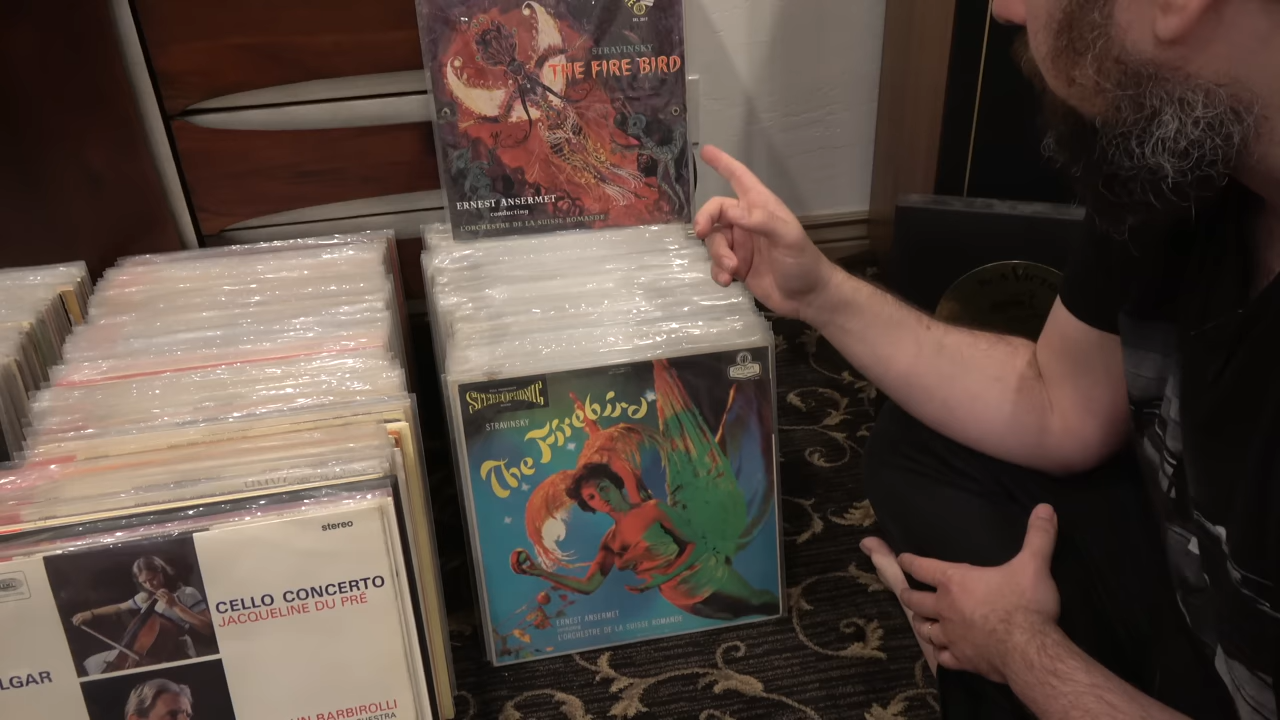 STRAVINSKY
THE FIRE BIRD
ERNEST ANSERMET
conducting
L'ORCHESTRE DE LA SUISSE ROMANDE
STEREOPHONIC
STRAVINSKY
The Firebird
ERNEST ANSERMET
conducting
L'ORCHESTRE DE LA SUISSE ROMANDE
stereo
CELLO CONCERTO
JACQUELINE DU PRÉ
LGAR
N BARBIROLLI